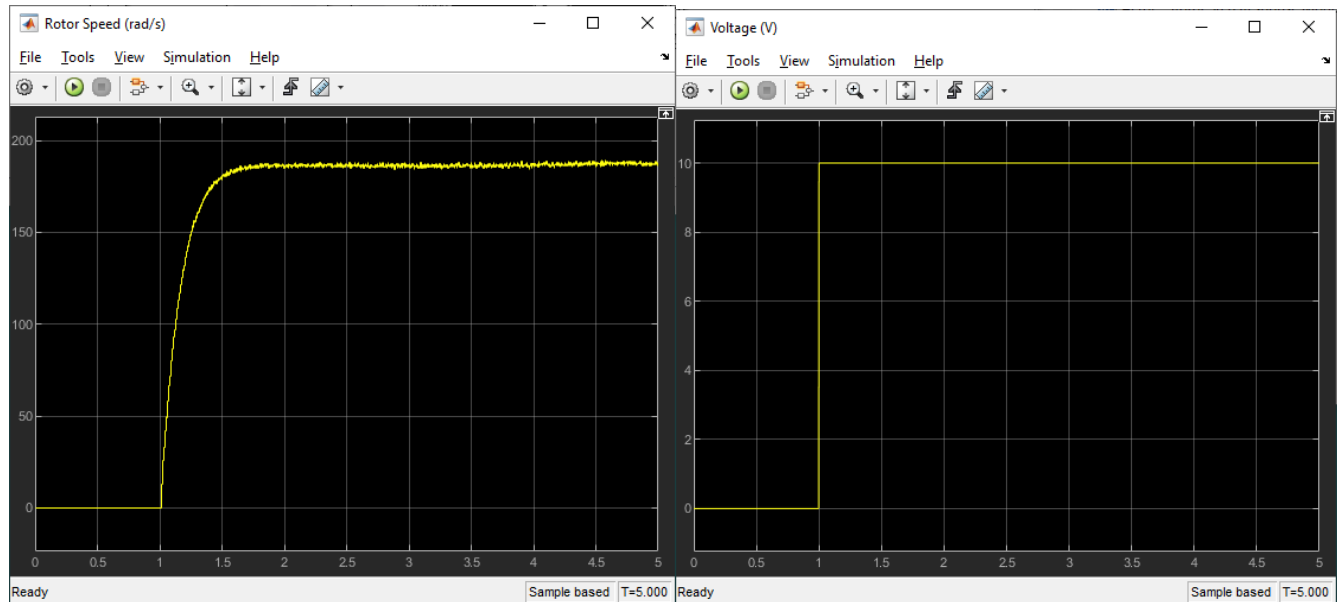 Rotor Speed (rad/s)
File Tools View Simulation Help
200
150
100
50
0
0 0.5 1 1.5 2 2.5 3 3.5 4 4.5 5
Ready Sample based T=5.000
Voltage (V)
File Tools View Simulation Help
10
8
6
4
2
0
0 0.5 1 1.5 2 2.5 3 3.5 4 4.5 5
Ready Sample based T=5.000